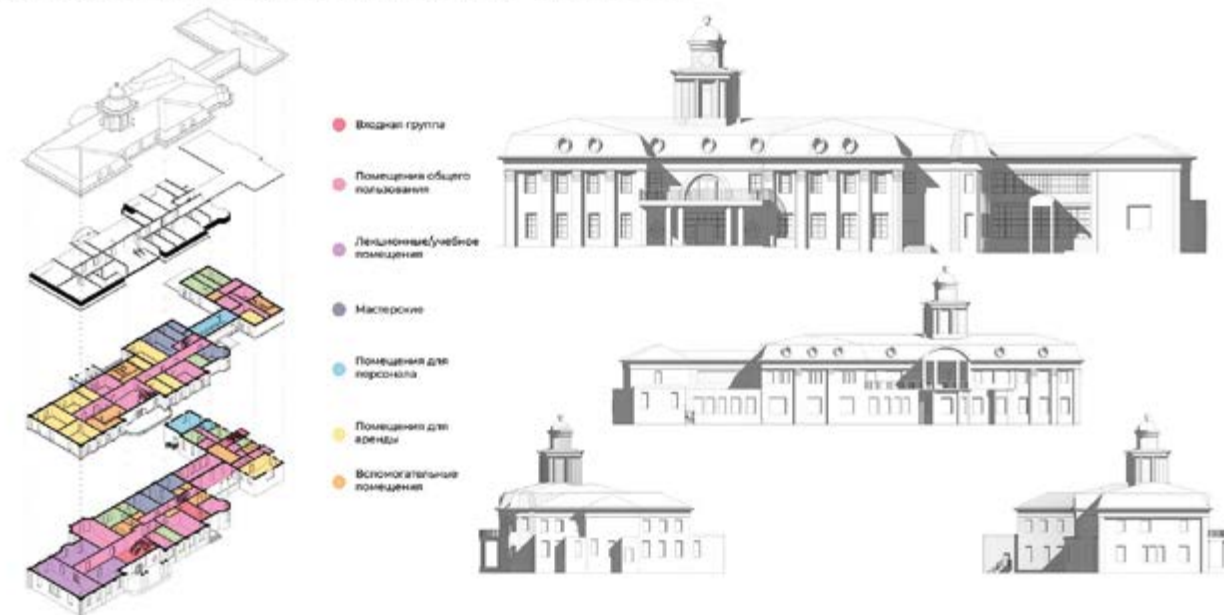 Входная группа
Помещения общего
пользования
Лекционные/учебное
помещения
Мастерские
Помещения для
персонала
Помещения для
аренды
Вспомогательные
помещения